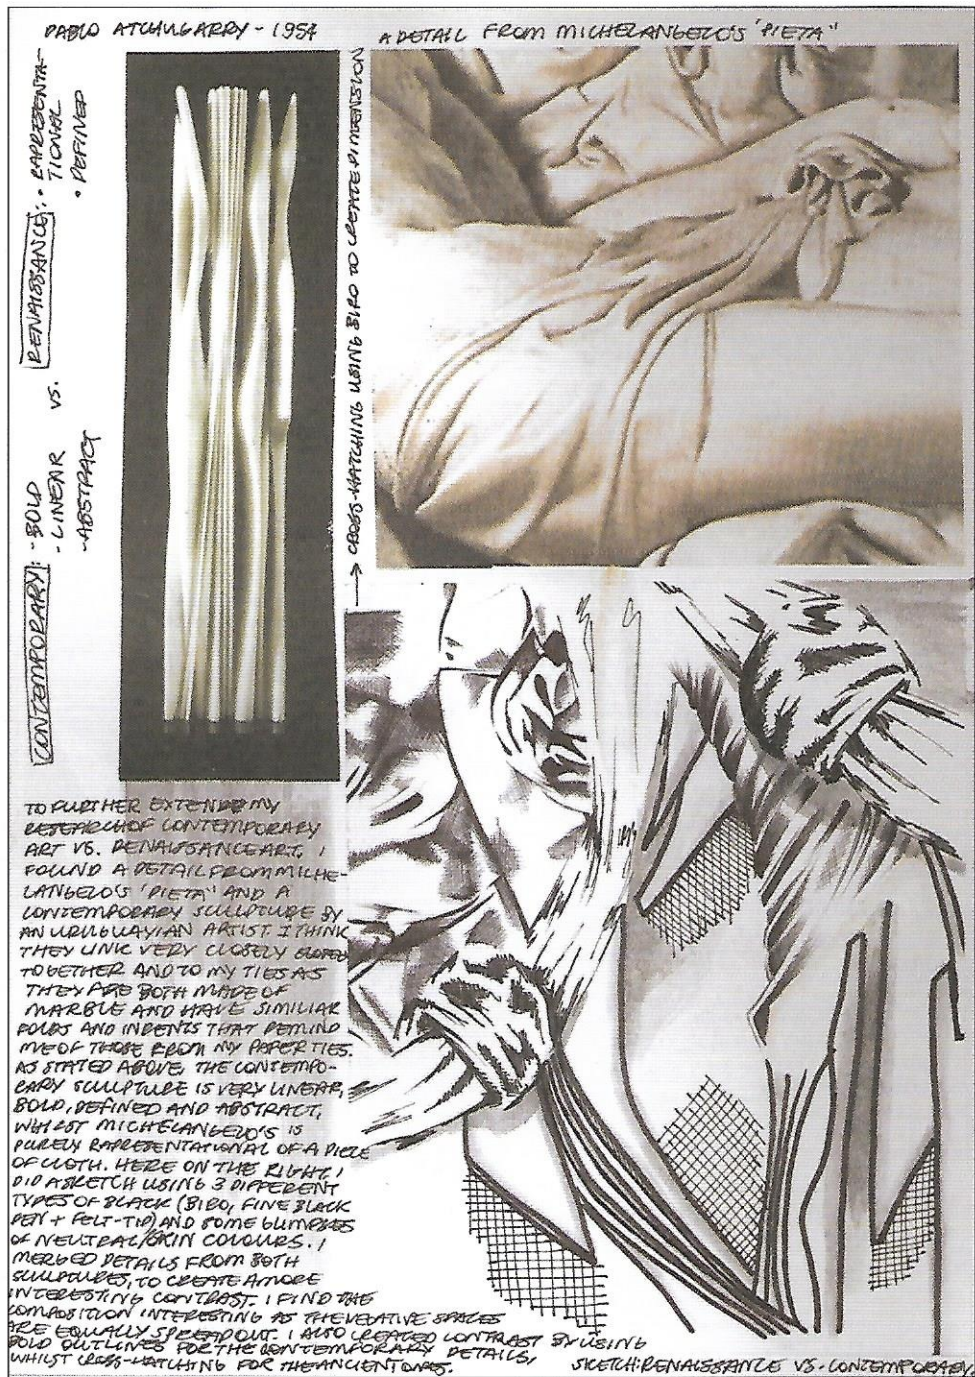 PABLO ATCHUGARRY - 1954
A DETAIL FROM MICHELANGELO'S 'PIETA"
RENAISSANCE: • RAPRESENTA-
TIONAL
• DEFINED
VS.
CONTEMPORARY: - BOLD
- LINEAR
- ABSTRACT
→ CROSS-HATCHING USING BIRO TO CREATE DIMENSION
TO FURTHER EXTEND MY
RESEARCH OF CONTEMPORARY
ART VS. RENAISSANCE ART, I
FOUND A DETAIL FROM MICHE-
LANGELO'S 'PIETA" AND A
CONTEMPORARY SCULPTURE BY
AN URUGUAYIAN ARTIST. I THINK
THEY LINK VERY CLOSELY
TOGETHER AND TO MY TIES AS
THEY ARE BOTH MADE OF
MARBLE AND HAVE SIMILIAR
FOLDS AND INDENTS THAT REMIND
ME OF THOSE FROM MY PAPER TIES.
AS STATED ABOVE, THE CONTEMPO-
RARY SCULPTURE IS VERY LINEAR,
BOLD, DEFINED AND ABSTRACT,
WHILST MICHELANGELO'S IS
PURELY RAPRESENTATIONAL OF A PIECE
OF CLOTH. HERE ON THE RIGHT, I
DID A SKETCH USING 3 DIFFERENT
TYPES OF BLACK (BIRO, FINE BLACK
PEN + FELT-TIP) AND SOME GLIMPSES
OF NEUTRAL/SKIN COLOURS. I
MERGED DETAILS FROM BOTH
SCULPTURES, TO CREATE A MORE
INTERESTING CONTRAST. I FIND THE
COMPOSITION INTERESTING AS THE NEGATIVE SPACES
ARE EQUALLY SPREAD OUT. I ALSO CREATED CONTRAST BY USING
BOLD OUTLINES FOR THE CONTEMPORARY DETAILS,
WHILST CROSS-HATCHING FOR THE ANCIENT ONES.
SKETCH: RENAISSANCE VS. CONTEMPORARY.